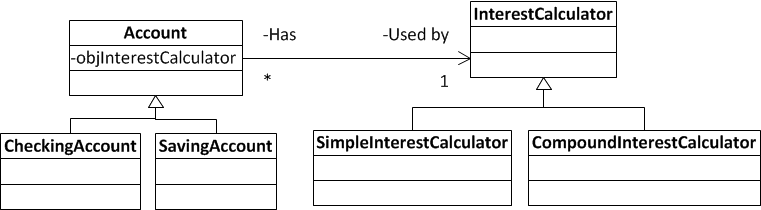 Account
-objInterestCalculator
-Has
-Used by
*
1
InterestCalculator
CheckingAccount
SavingAccount
SimpleInterestCalculator
CompoundInterestCalculator